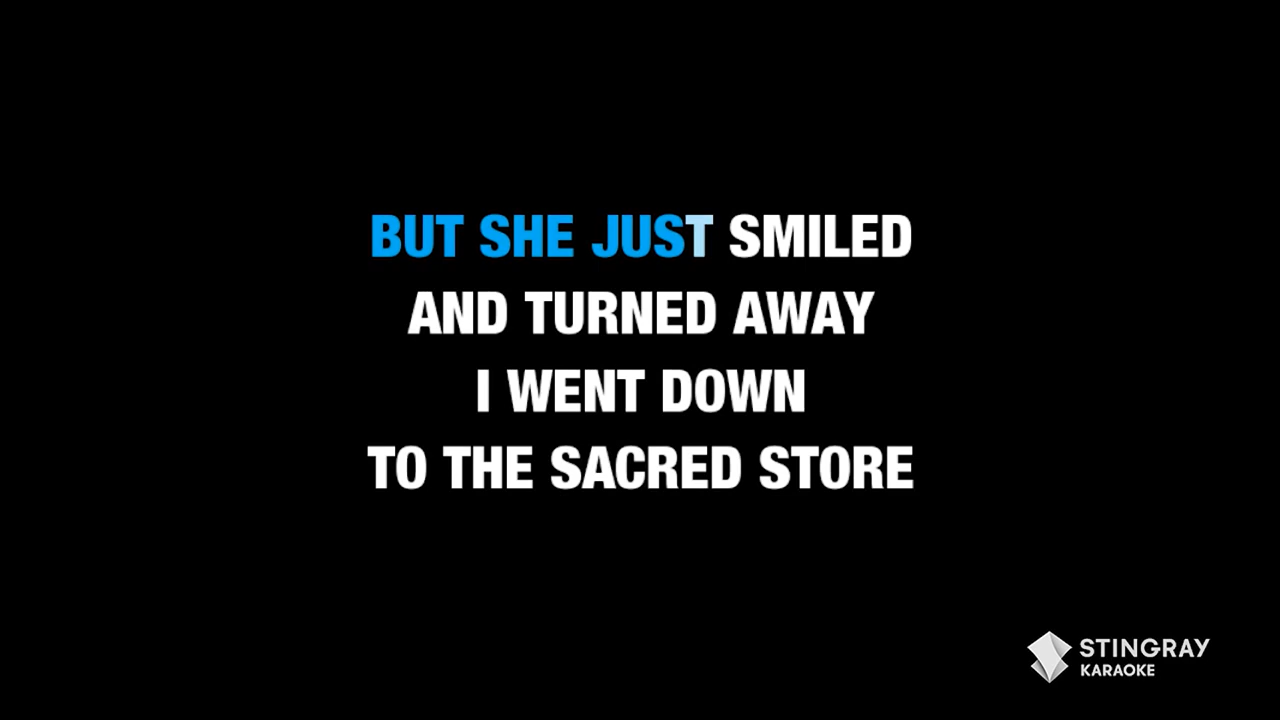 BUT SHE JUST SMILED
AND TURNED AWAY
I WENT DOWN
TO THE SACRED STORE
STINGRAY
KARAOKE